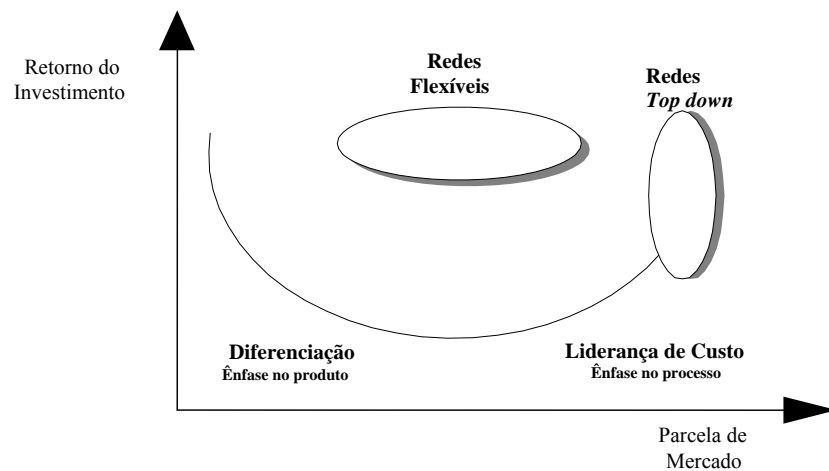 Retorno do
Investimento
Redes
Flexíveis
Redes
Top down
Diferenciação
Ênfase no produto
Liderança de Custo
Ênfase no processo
Parcela de
Mercado